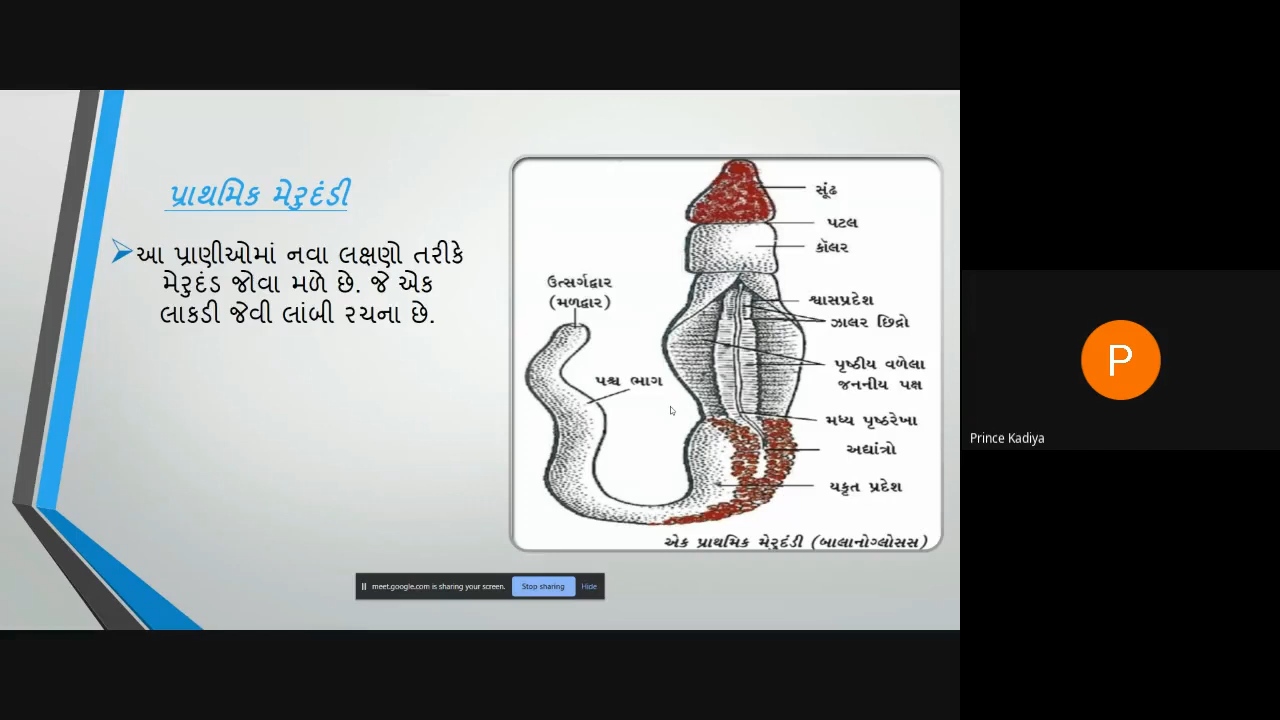 પ્રાથમિક મેરુદંડી
આ પ્રાણીઓમાં નવા લક્ષણો તરીકે
મેરુદંડ જોવા મળે છે. જે એક
લાકડી જેવી લાંબી રચના છે.
સૂંઢ
પટલ
કૉલર
ઉત્સર્ગદ્વાર
(મળદ્વાર)
શ્વાસપ્રદેશ
ઝાલર છિદ્રો
પૃષ્ઠીય વળેલા
જનનીય પક્ષ
પશ્ચ ભાગ
મધ્ય પૃષ્ઠરેખા
અદ્યાંત્રો
યકૃત પ્રદેશ
એક પ્રાથમિક મેરુદંડી (બાલાનોગ્લોસસ)
meet.google.com is sharing your screen.
Stop sharing
Hide
P
Prince Kadiya